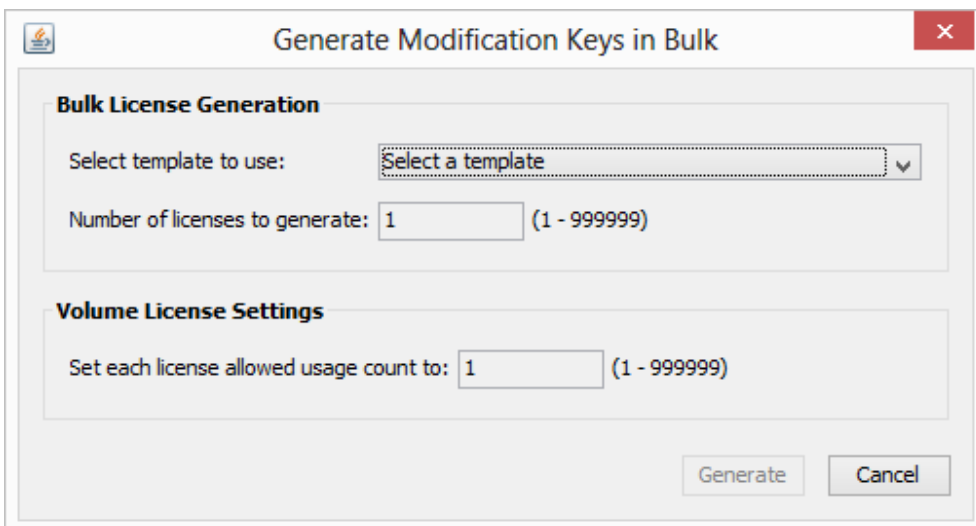 Generate Modification Keys in Bulk
Bulk License Generation
Select template to use: Select a template
Number of licenses to generate: 1 (1 - 999999)
Volume License Settings
Set each license allowed usage count to: 1 (1 - 999999)
Generate Cancel